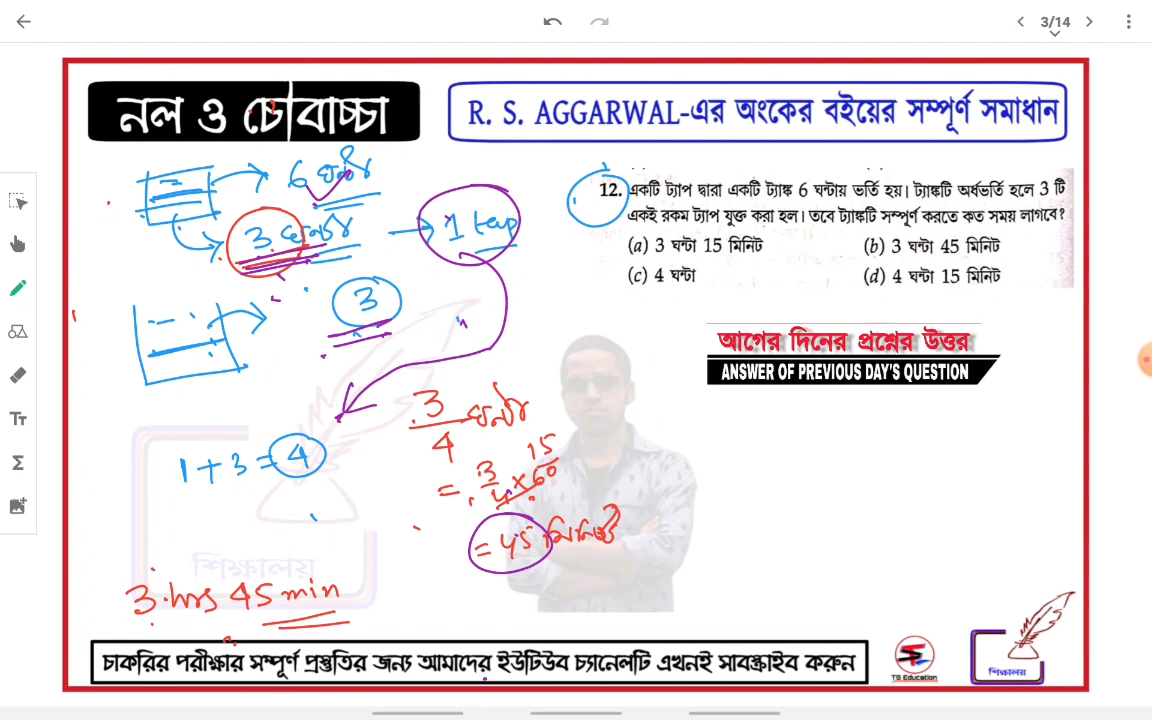 3/14
নল ও চৌবাচ্চা
R. S. AGGARWAL-এর অংকের বইয়ের সম্পূর্ণ সমাধান
6 ঘন্টায়
3 ঘন্টায় → 1 tap
3
12. একটি ট্যাপ দ্বারা একটি ট্যাঙ্ক 6 ঘন্টায় ভর্তি হয়। ট্যাঙ্কটি অর্ধভর্তি হলে 3 টি
একই রকম ট্যাপ যুক্ত করা হল। তবে ট্যাঙ্কটি সম্পূর্ণ করতে কত সময় লাগবে?
(a) 3 ঘন্টা 15 মিনিট (b) 3 ঘন্টা 45 মিনিট
(c) 4 ঘন্টা (d) 4 ঘন্টা 15 মিনিট
আগের দিনের প্রশ্নের উত্তর
ANSWER OF PREVIOUS DAY'S QUESTION
1 + 3 = 4
3/4 ঘন্টায়
= 3/4 × 60 15
= 45 মিনিট
3 hrs 45 min
শিক্ষালয়
চাকরির পরীক্ষার সম্পূর্ণ প্রস্তুতির জন্য আমাদের ইউটিউব চ্যানেলটি এখনই সাবস্ক্রাইব করুন
TS Education
শিক্ষালয়